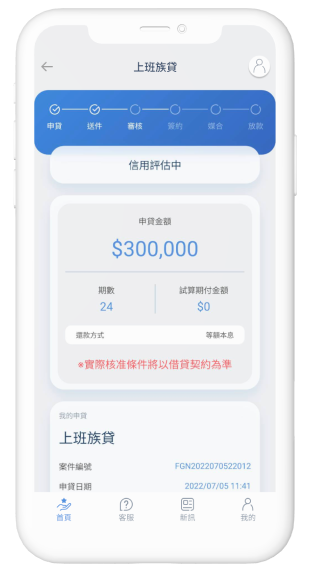 上班族貸
申貸 送件 審核 簽約 媒合 放款
信用評估中
申貸金額
$300,000
期數 試算期付金額
24 $0
還款方式 等額本息
※實際核准條件將以借貸契約為準
我的申貸
上班族貸
案件編號 FGN2022070522012
申貸日期 2022/07/05 11:41
首頁 客服 新訊 我的